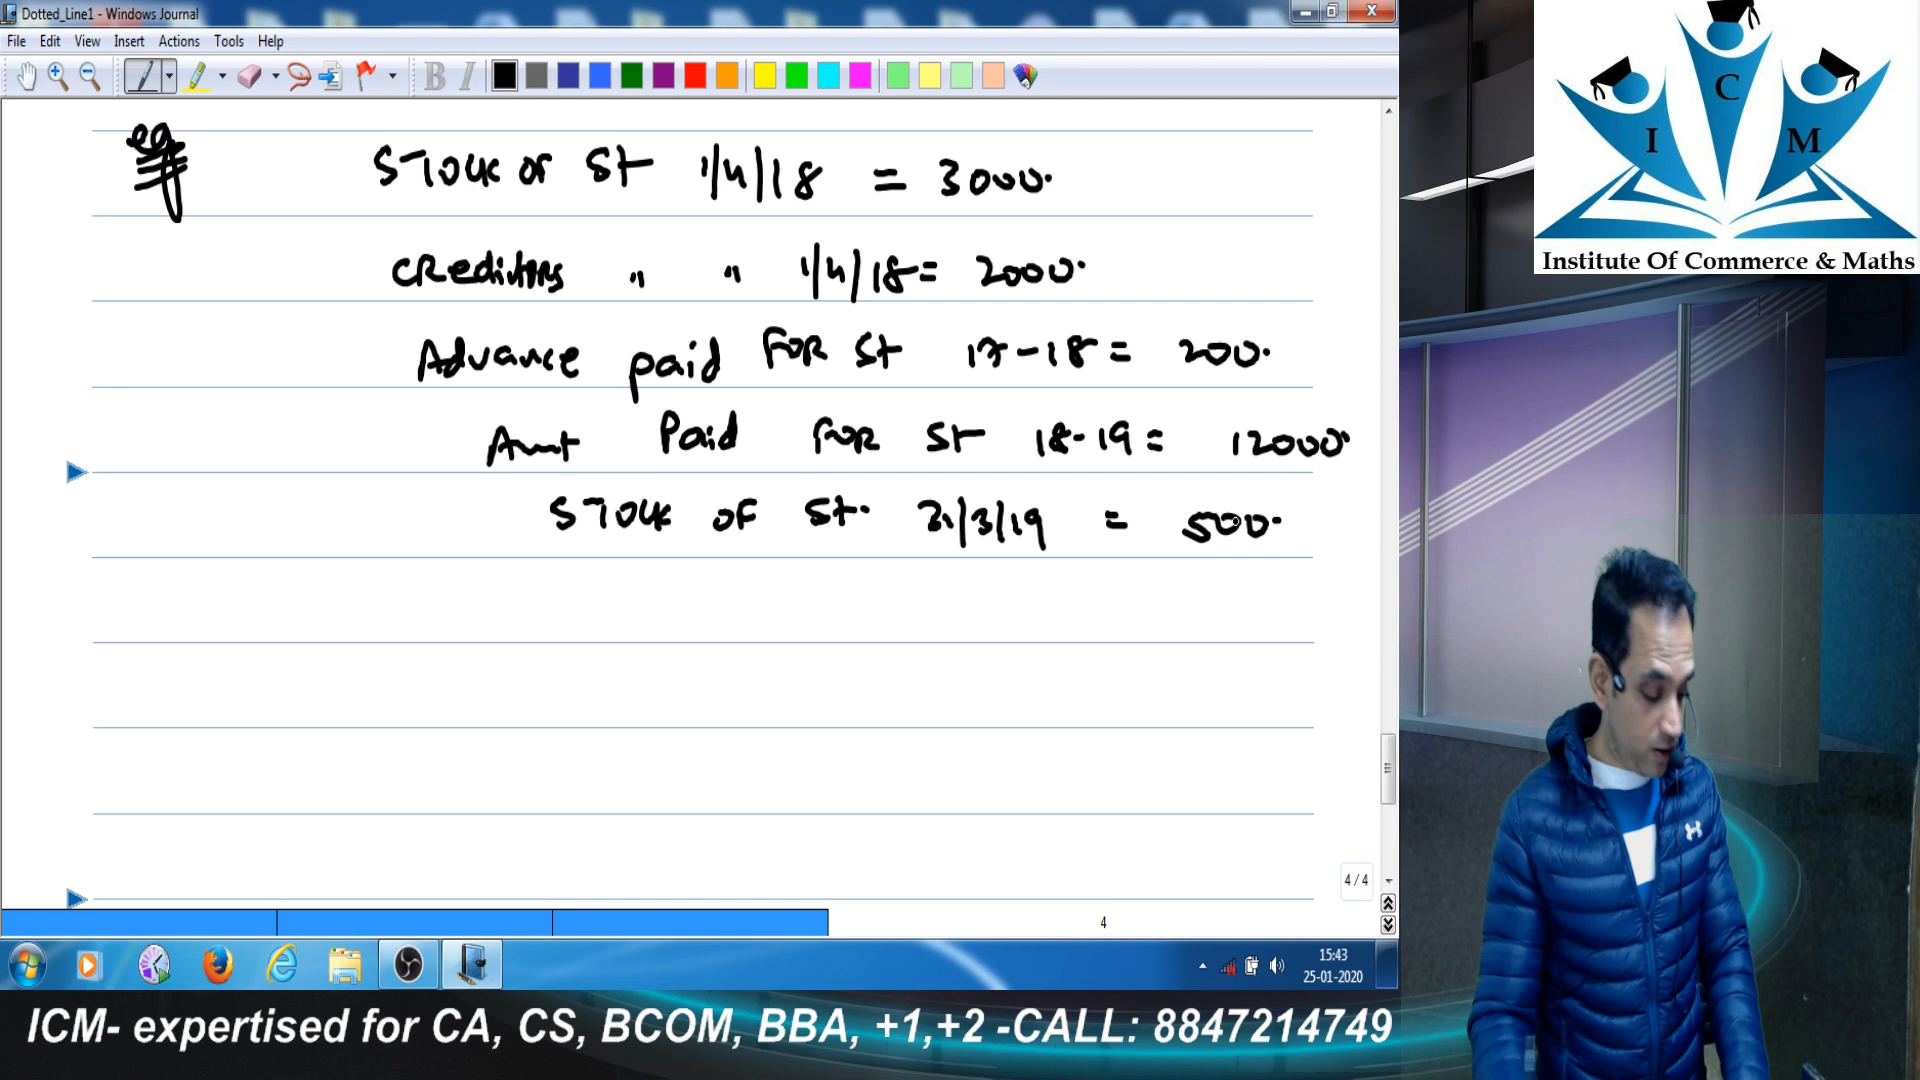 Dotted_Line1 - Windows Journal
File Edit View Insert Actions Tools Help
B I
eg
Stock of St 1/4/18 = 3000.
Creditors " " 1/4/18 = 2000.
Advance paid for St 17-18 = 200.
Amt Paid for St 18-19 = 12000.
Stock of St. 31/3/19 = 500.
4 / 4
4
15:43
25-01-2020
I C M
Institute Of Commerce & Maths
ICM- expertised for CA, CS, BCOM, BBA, +1,+2 -CALL: 8847214749